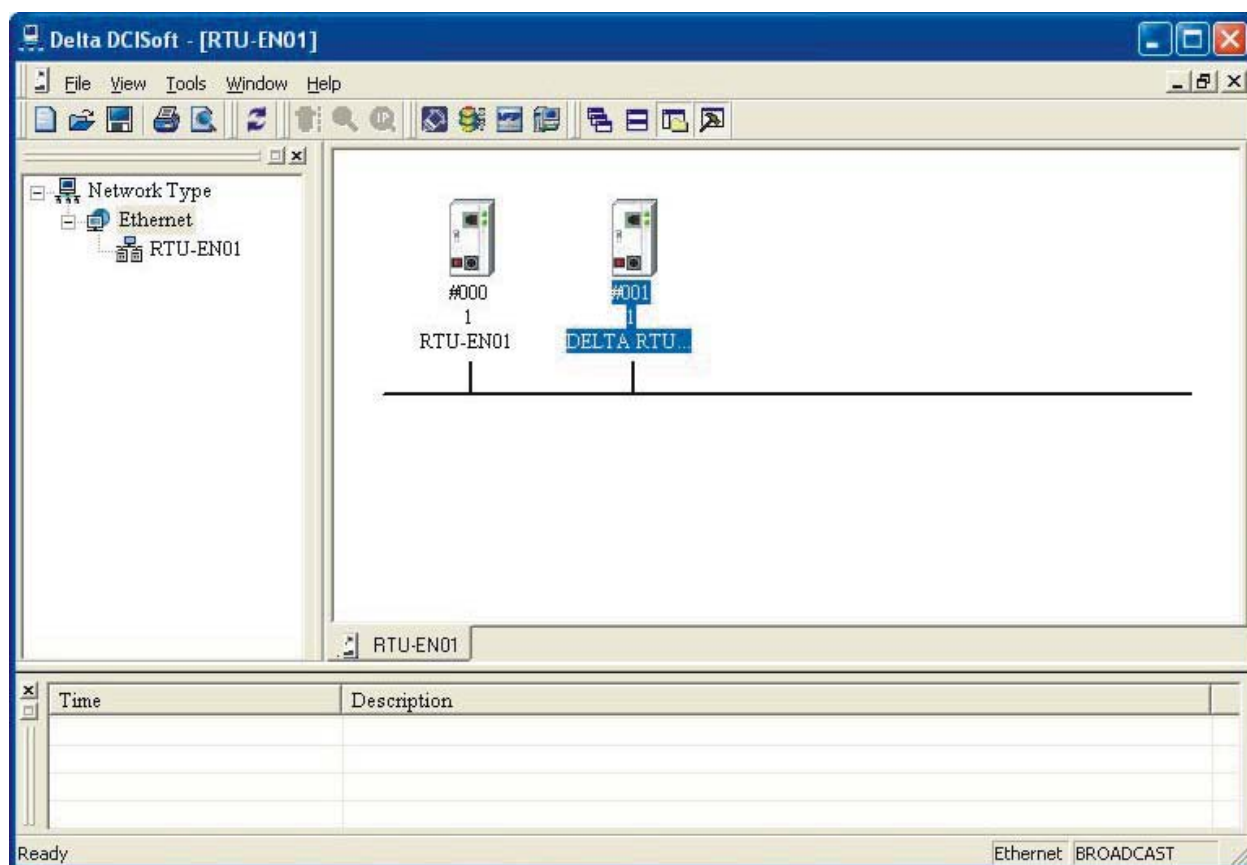 Delta DCISoft - [RTU-EN01]
File View Tools Window Help
IP
Network Type
Ethernet
RTU-EN01
#000
1
RTU-EN01
#001
1
DELTA RTU...
RTU-EN01
Time Description
Ready Ethernet BROADCAST